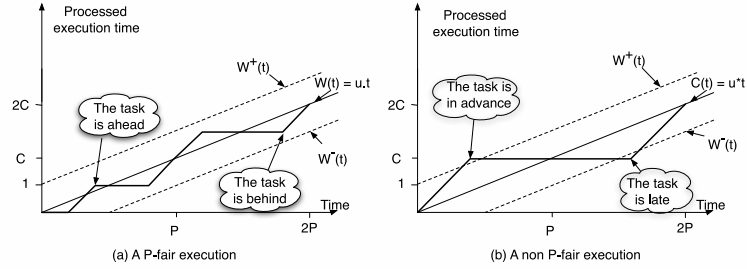 Processed
execution time
W+(t)
W(t) = u.t
2C
The task
is ahead
C
1
W-(t)
The task
is behind
Time
P
2P
(a) A P-fair execution
Processed
execution time
W+(t)
C(t) = u*t
2C
The task is
in advance
C
1
W-(t)
The task
is late
Time
P
2P
(b) A non P-fair execution